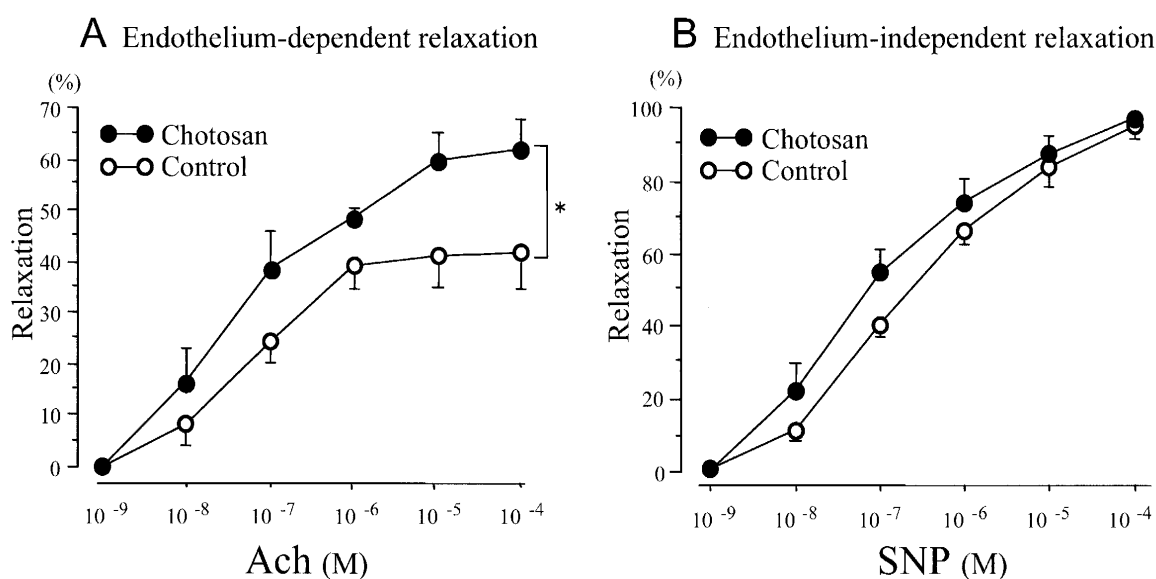 A Endothelium-dependent relaxation
(%)
70
60
50
40
30
20
10
0
Relaxation
Chotosan
Control
*
10 -9 10 -8 10 -7 10 -6 10 -5 10 -4
Ach (M)
B Endothelium-independent relaxation
(%)
100
80
60
40
20
0
Relaxation
Chotosan
Control
10 -9 10 -8 10 -7 10 -6 10 -5 10 -4
SNP (M)